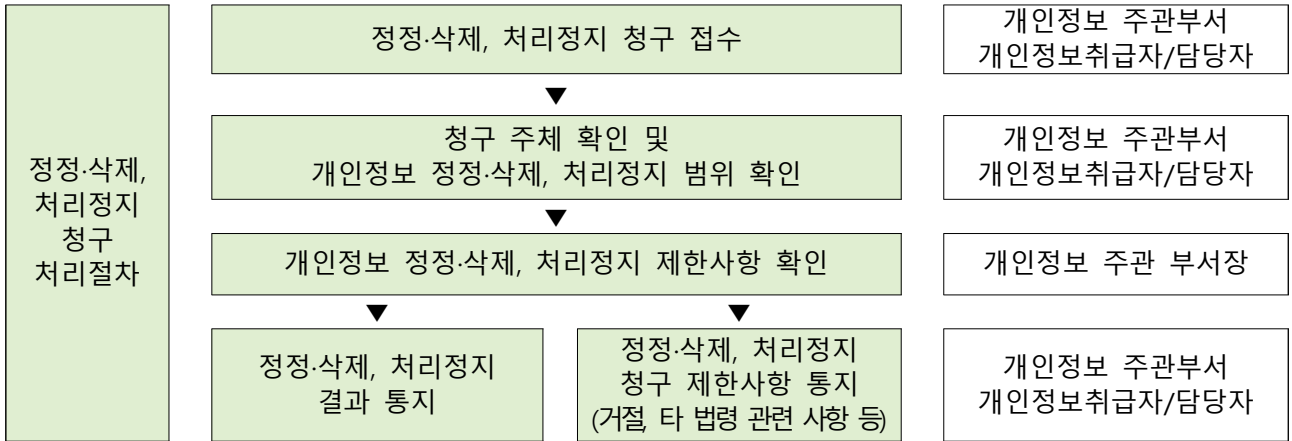 정정·삭제,
처리정지
청구
처리절차
정정·삭제, 처리정지 청구 접수
개인정보 주관부서
개인정보취급자/담당자
▼
청구 주체 확인 및
개인정보 정정·삭제, 처리정지 범위 확인
개인정보 주관부서
개인정보취급자/담당자
▼
개인정보 정정·삭제, 처리정지 제한사항 확인
개인정보 주관 부서장
▼ ▼
정정·삭제, 처리정지
결과 통지
정정·삭제, 처리정지
청구 제한사항 통지
(거절, 타 법령 관련 사항 등)
개인정보 주관부서
개인정보취급자/담당자